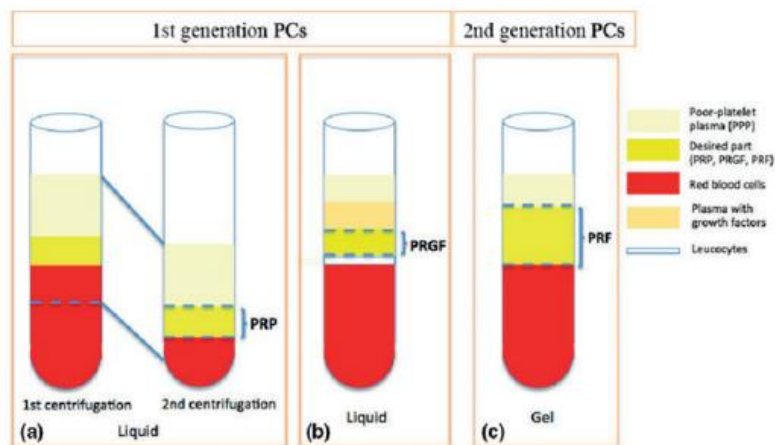 1st generation PCs
2nd generation PCs
Poor-platelet
plasma (PPP)
Desired part
(PRP, PRGF, PRF)
Red blood cells
Plasma with
growth factors
Leucocytes
PRP
PRGF
PRF
1st centrifugation
2nd centrifugation
(a)
Liquid
(b)
Liquid
(c)
Gel